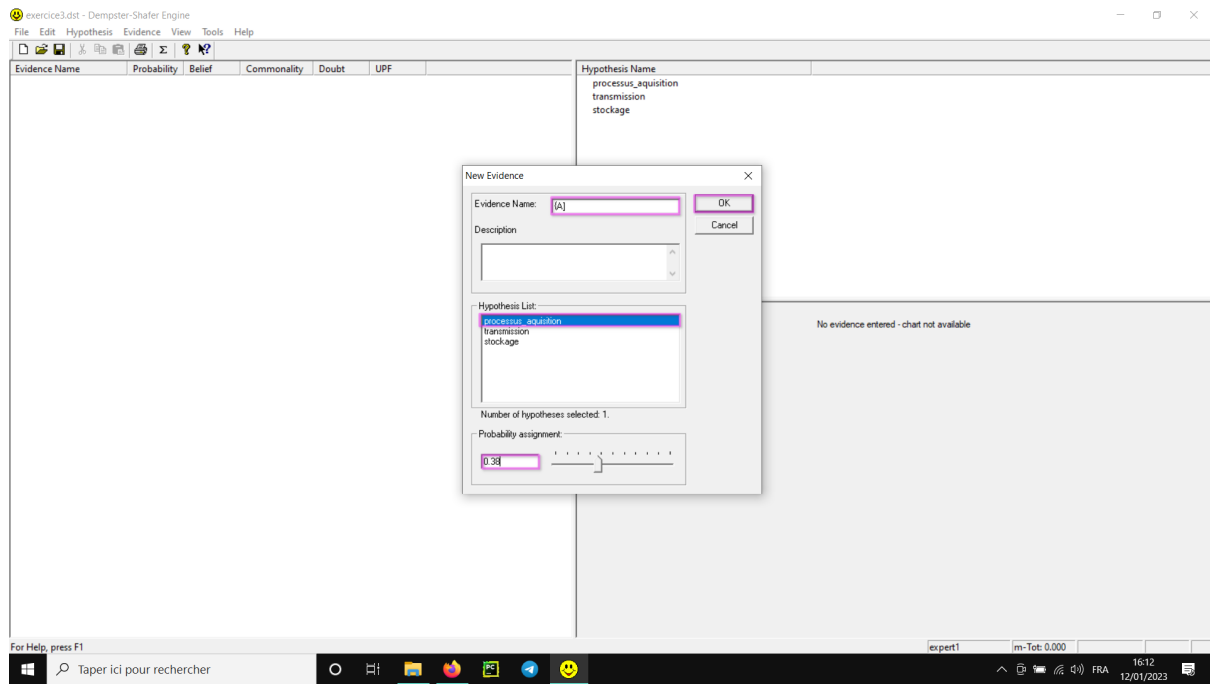 exercice3.dst - Dempster-Shafer Engine
File Edit Hypothesis Evidence View Tools Help
Evidence Name Probability Belief Commonality Doubt UPF
Hypothesis Name
processus_aquisition
transmission
stockage
New Evidence
Evidence Name: {A]
OK
Cancel
Description
Hypothesis List:
processus_aquisition
transmission
stockage
Number of hypotheses selected: 1.
Probability assignment:
0.38
No evidence entered - chart not available
For Help, press F1
expert1 m-Tot: 0.000
Taper ici pour rechercher
FRA
16:12
12/01/2023